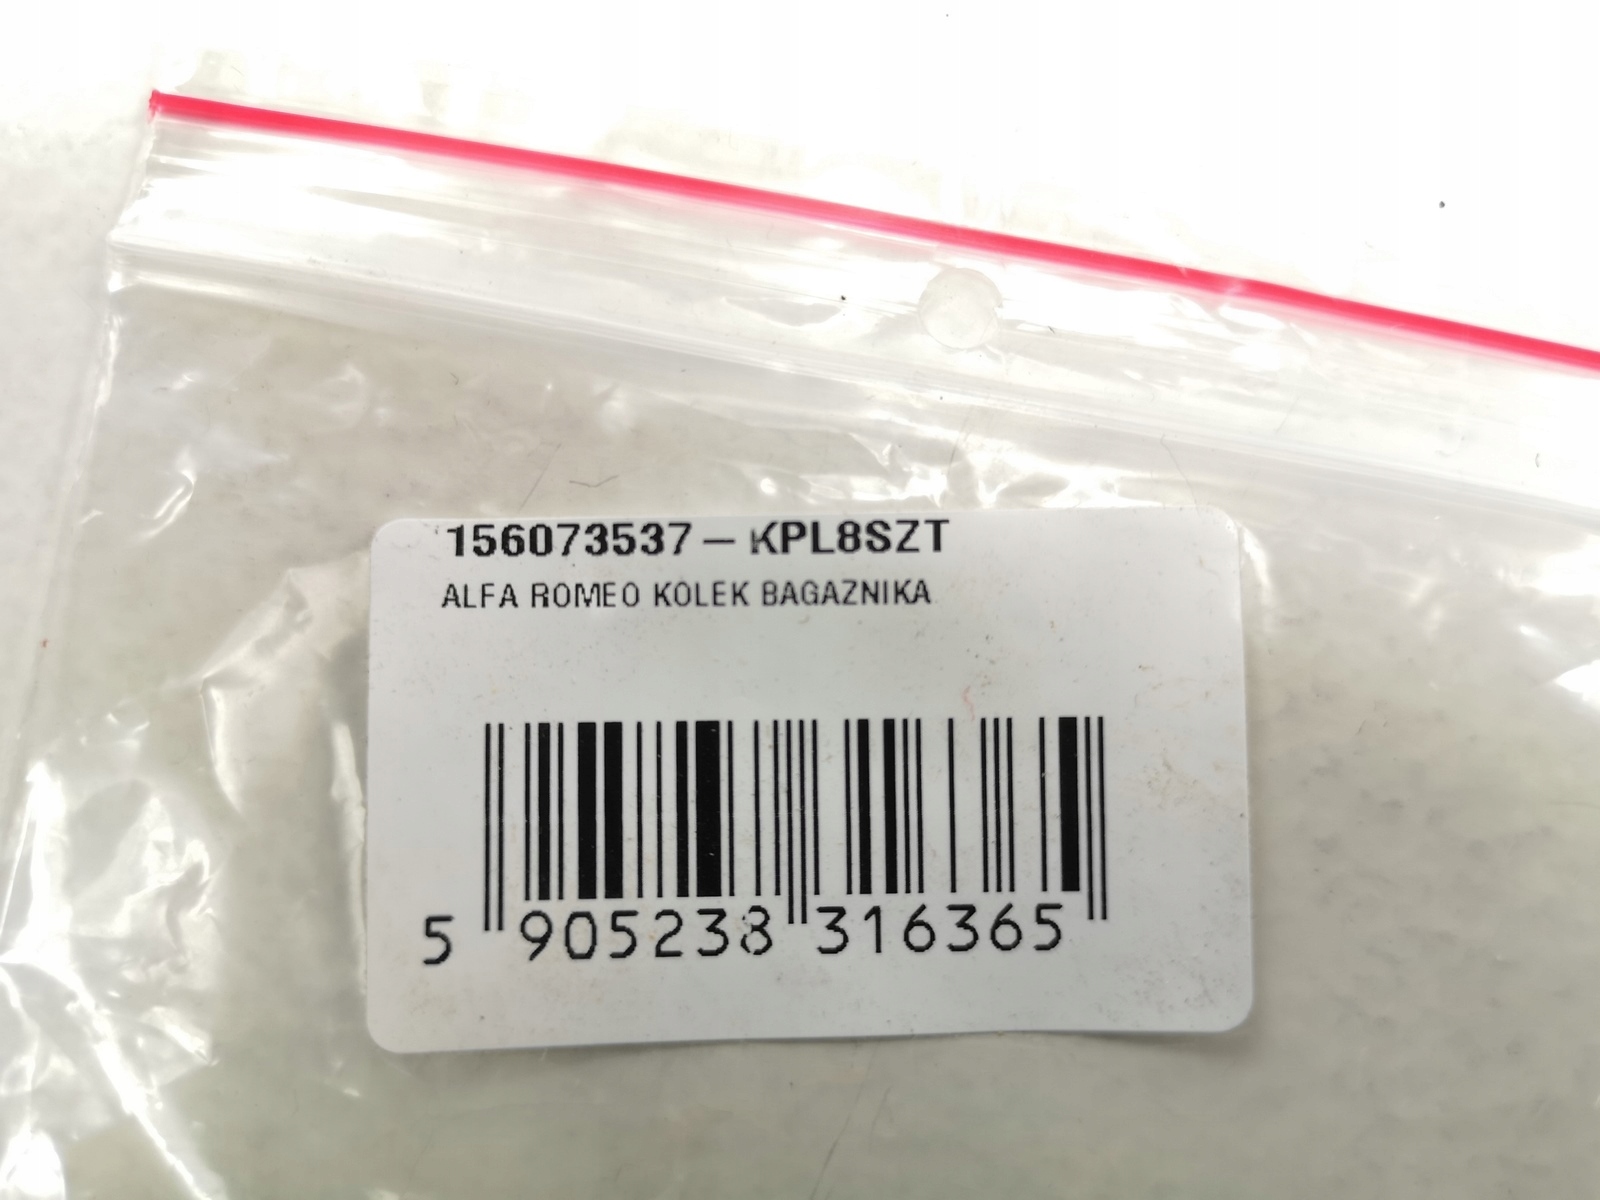 156073537-KPL8SZT
ALFA ROMEO KOLEK BAGAZNIKA
5 905238 316365